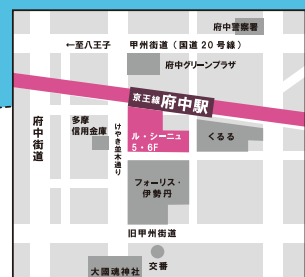 府中警察署
←至八王子 甲州街道（国道20号線）
府中グリーンプラザ
京王線府中駅
府中街道
多摩
信用金庫
けやき並木通り
ル・シーニュ
5・6F
くるる
フォーリス・
伊勢丹
旧甲州街道
大國魂神社
交番